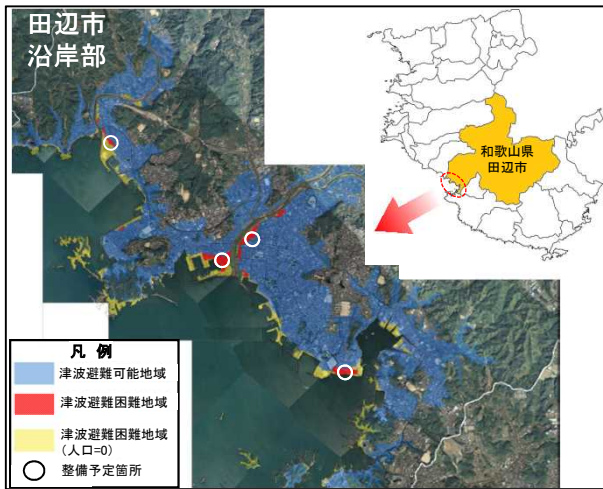 田辺市
沿岸部
和歌山県
田辺市
凡 例
津波避難可能地域
津波避難困難地域
津波避難困難地域
(人口=0)
整備予定箇所